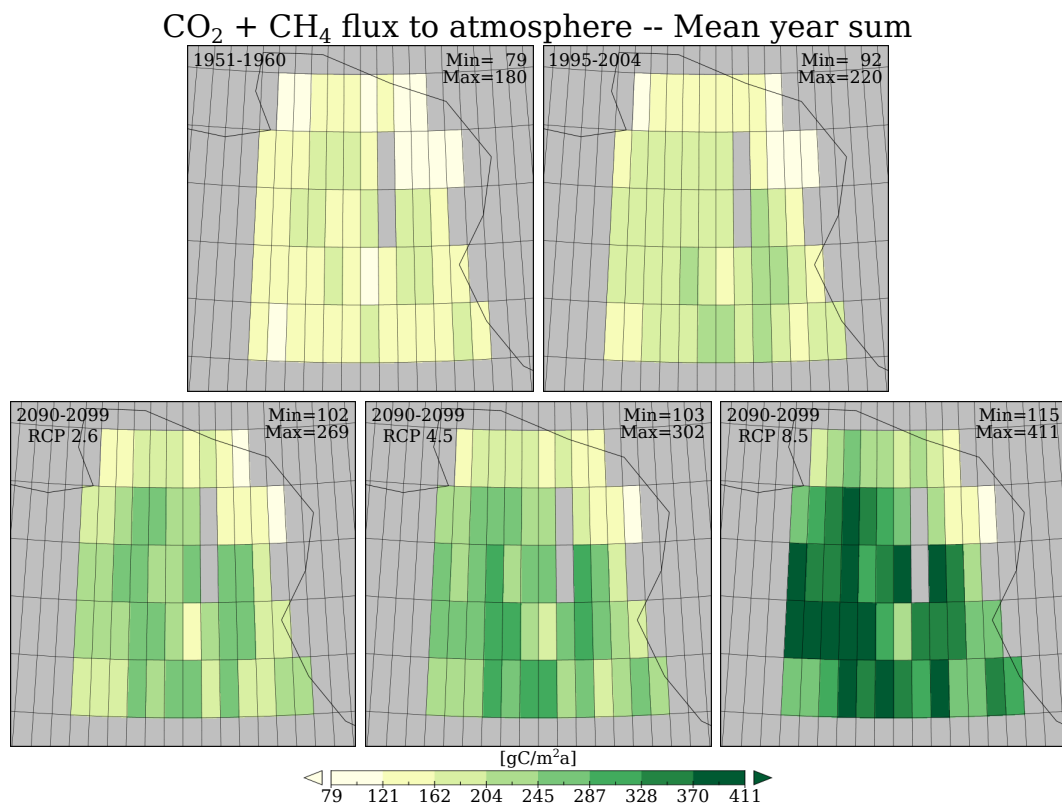 CO₂ + CH₄ flux to atmosphere -- Mean year sum
1951-1960 Min= 79
Max=180
1995-2004 Min= 92
Max=220
2090-2099 Min=102
RCP 2.6 Max=269
2090-2099 Min=103
RCP 4.5 Max=302
2090-2099 Min=115
RCP 8.5 Max=411
[gC/m²a]
79 121 162 204 245 287 328 370 411